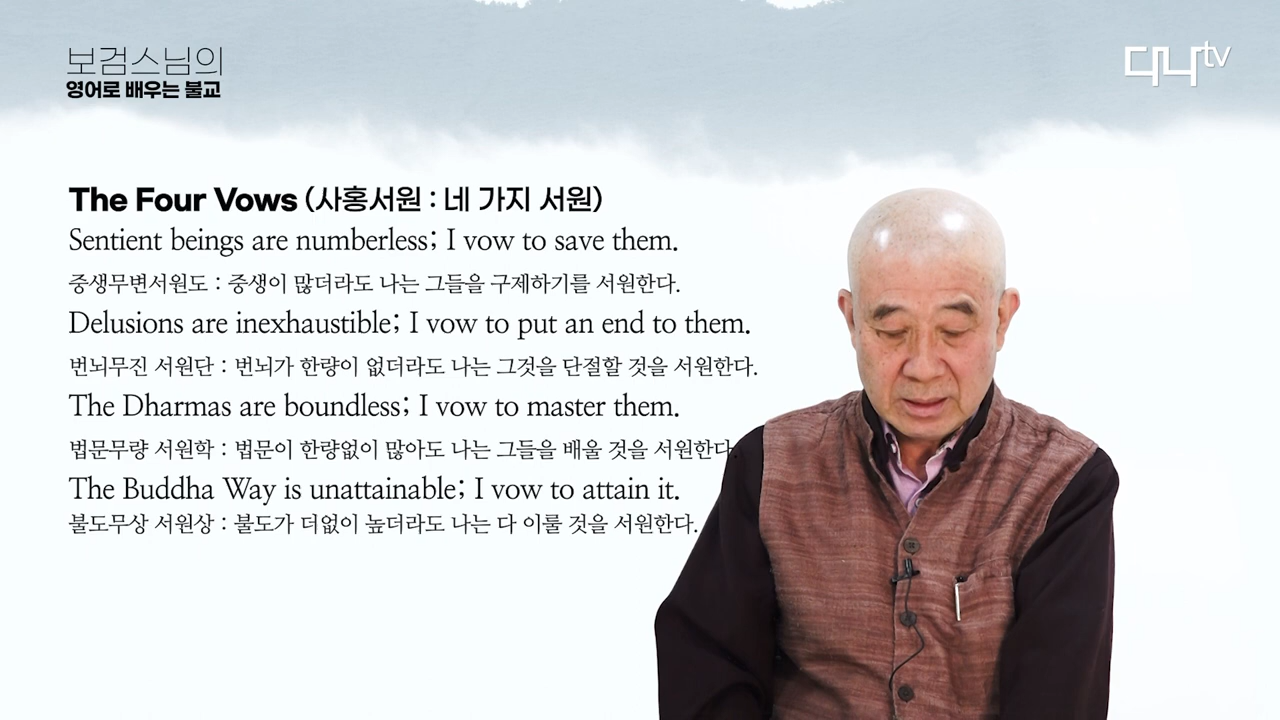 보검스님의
영어로 배우는 불교
디나tv
The Four Vows (사홍서원 : 네 가지 서원)
Sentient beings are numberless; I vow to save them.
중생무변서원도 : 중생이 많더라도 나는 그들을 구제하기를 서원한다.
Delusions are inexhaustible; I vow to put an end to them.
번뇌무진 서원단 : 번뇌가 한량이 없더라도 나는 그것을 단절할 것을 서원한다.
The Dharmas are boundless; I vow to master them.
법문무량 서원학 : 법문이 한량없이 많아도 나는 그들을 배울 것을 서원한다.
The Buddha Way is unattainable; I vow to attain it.
불도무상 서원상 : 불도가 더없이 높더라도 나는 다 이룰 것을 서원한다.